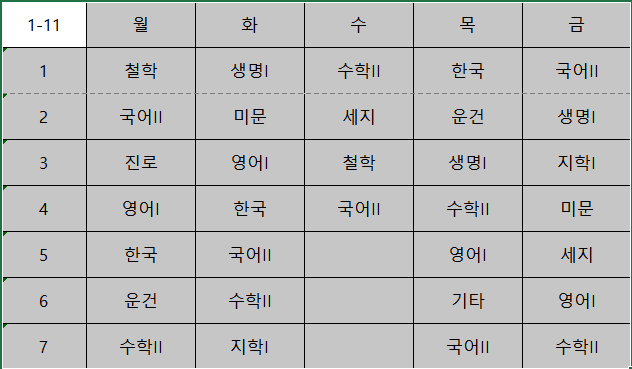 1-11 월 화 수 목 금
1 철학 생명I 수학II 한국 국어II
2 국어II 미문 세지 운건 생명I
3 진로 영어I 철학 생명I 지학I
4 영어I 한국 국어II 수학II 미문
5 한국 국어II 영어I 세지
6 운건 수학II 기타 영어I
7 수학II 지학I 국어II 수학II